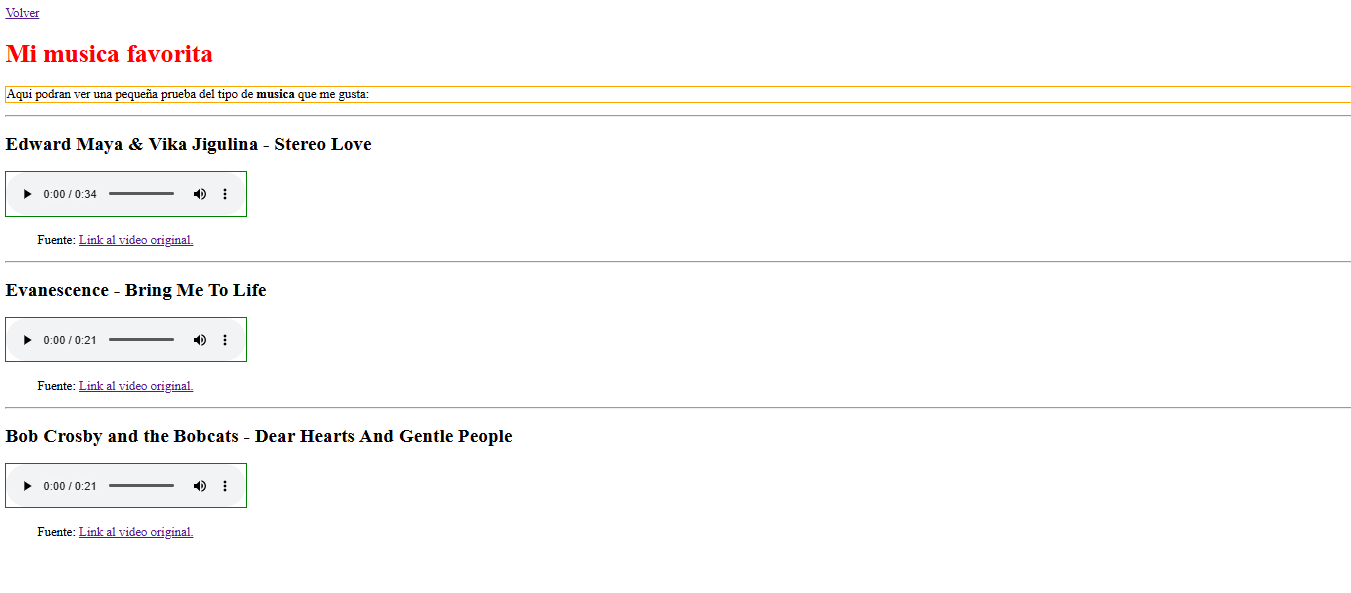 Volver
Mi musica favorita
Aqui podran ver una pequeña prueba del tipo de musica que me gusta:
Edward Maya & Vika Jigulina - Stereo Love
0:00 / 0:34
Fuente: Link al video original.
Evanescence - Bring Me To Life
0:00 / 0:21
Fuente: Link al video original.
Bob Crosby and the Bobcats - Dear Hearts And Gentle People
0:00 / 0:21
Fuente: Link al video original.